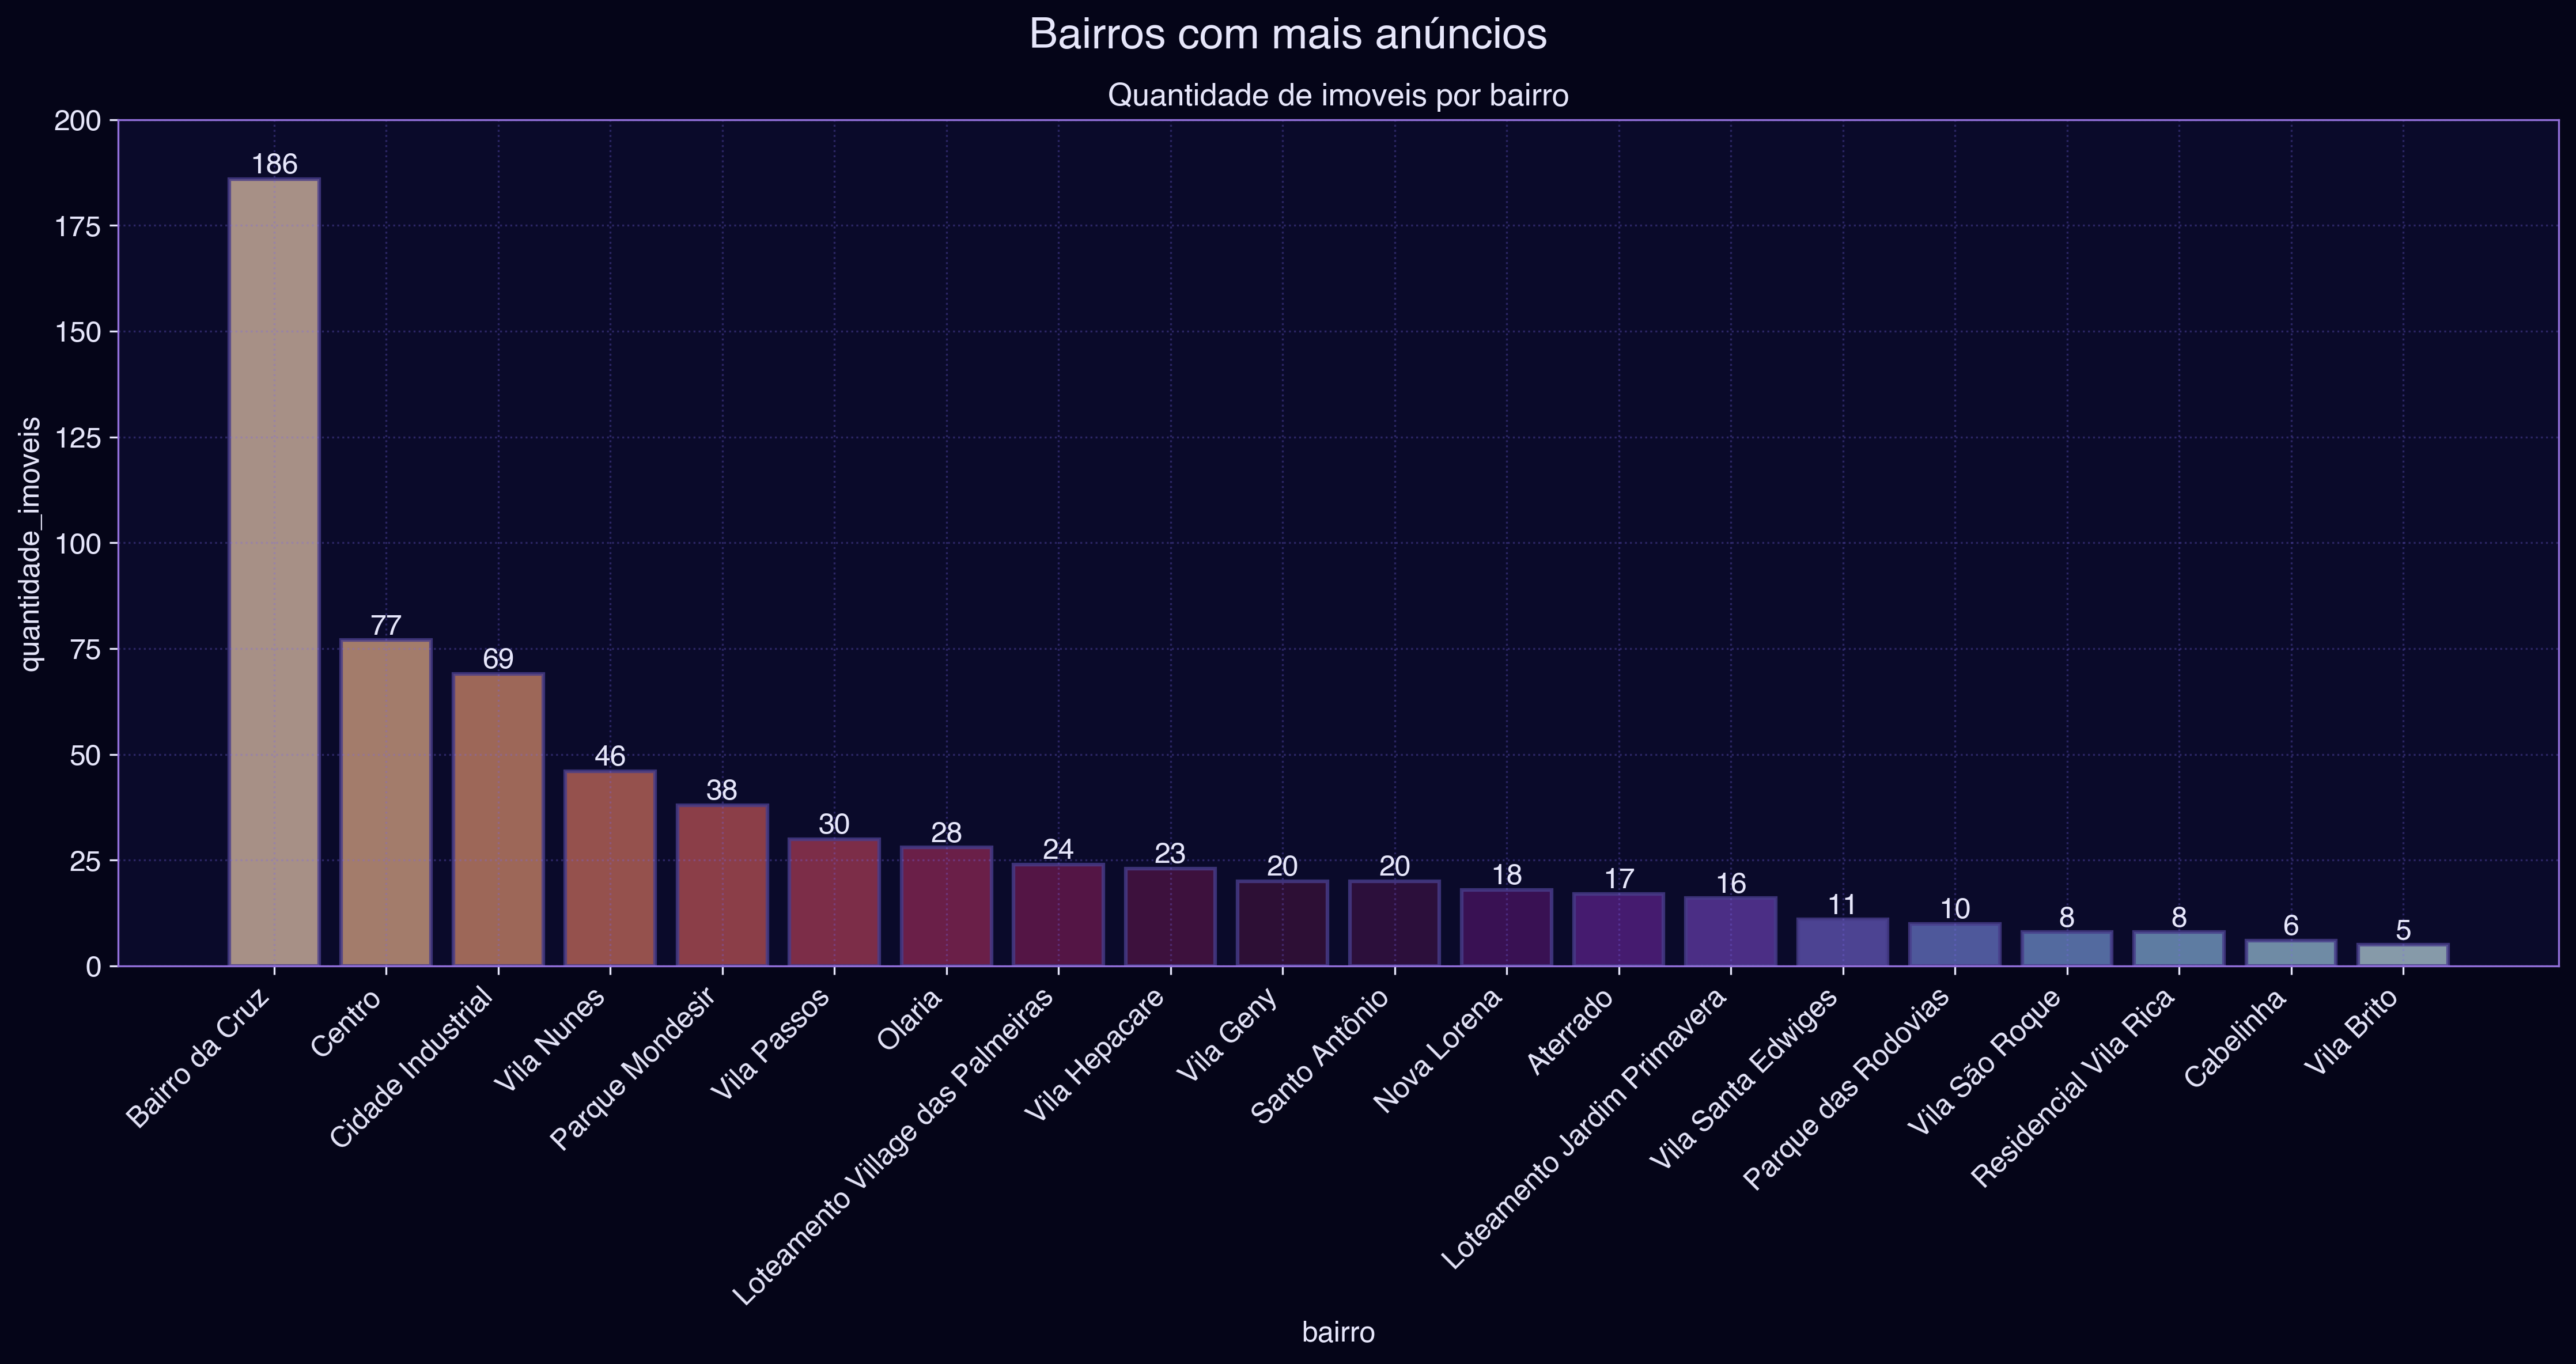 Bairros com mais anúncios
Quantidade de imoveis por bairro
quantidade_imoveis
200
175
150
125
100
75
50
25
0
186
77
69
46
38
30
28
24
23
20
20
18
17
16
11
10
8
8
6
5
Bairro da Cruz
Centro
Cidade Industrial
Vila Nunes
Parque Mondesir
Vila Passos
Olaria
Loteamento Village das Palmeiras
Vila Hepacare
Vila Geny
Santo Antônio
Nova Lorena
Aterrado
Loteamento Jardim Primavera
Vila Santa Edwiges
Parque das Rodovias
Vila São Roque
Residencial Vila Rica
Cabelinha
Vila Brito
bairro